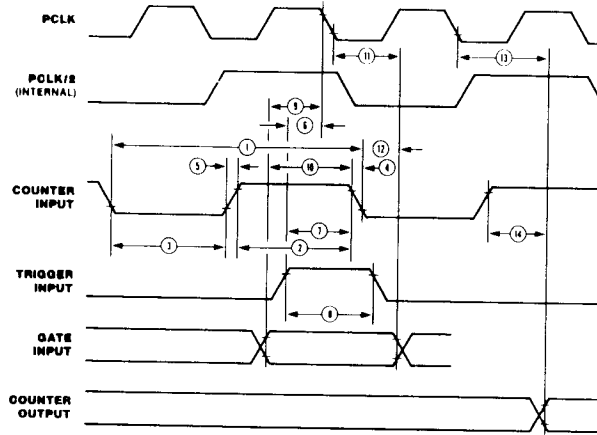 PCLK
11
13
PCLK/2
(INTERNAL)
9
6
1
12
5
10
4
COUNTER
INPUT
7
14
3
2
TRIGGER
INPUT
8
GATE
INPUT
COUNTER
OUTPUT